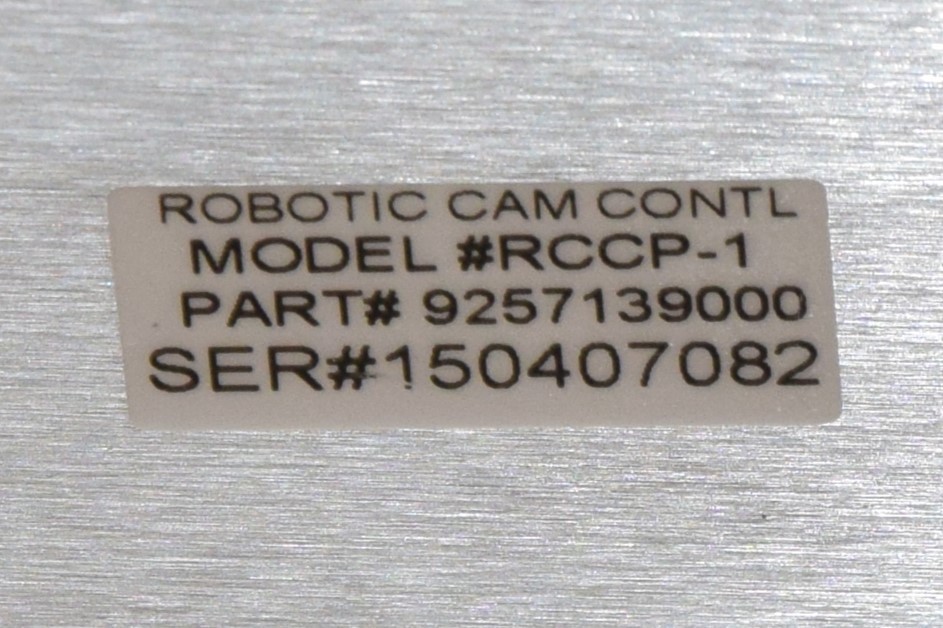 ROBOTIC CAM CONTL
MODEL #RCCP-1
PART# 9257139000
SER#150407082